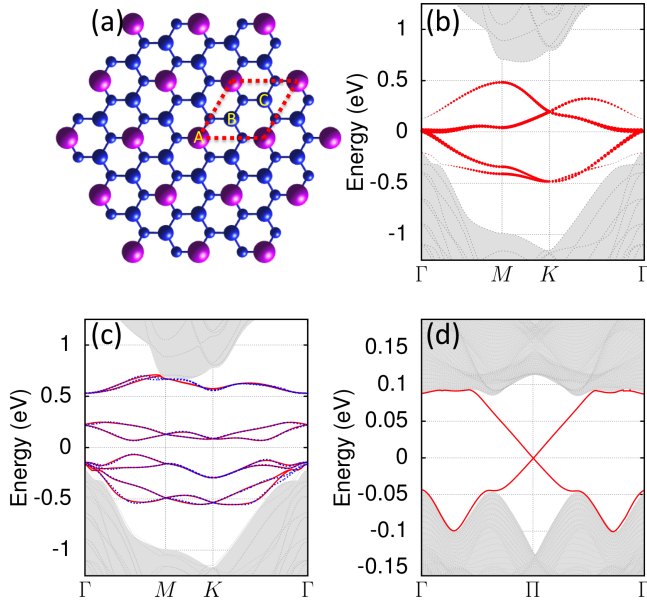 (a)
A
B
C
(b)
Energy (eV)
1
0.5
0
-0.5
-1
Γ
M
K
Γ
(c)
Energy (eV)
1
0.5
0
-0.5
-1
Γ
M
K
Γ
(d)
Energy (eV)
0.15
0.1
0.05
0
-0.05
-0.1
-0.15
Γ
Π
Γ